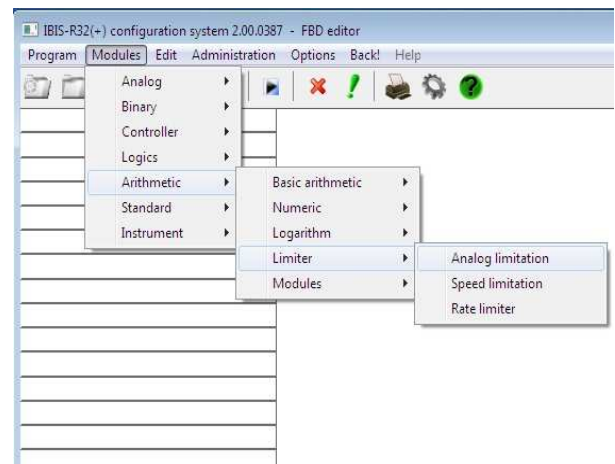 IBIS-R32(+) configuration system 2.00.0387 - FBD editor
Program Modules Edit Administration Options Back! Help
Analog
Binary
Controller
Logics
Arithmetic
Standard
Instrument
Basic arithmetic
Numeric
Logarithm
Limiter
Modules
Analog limitation
Speed limitation
Rate limiter